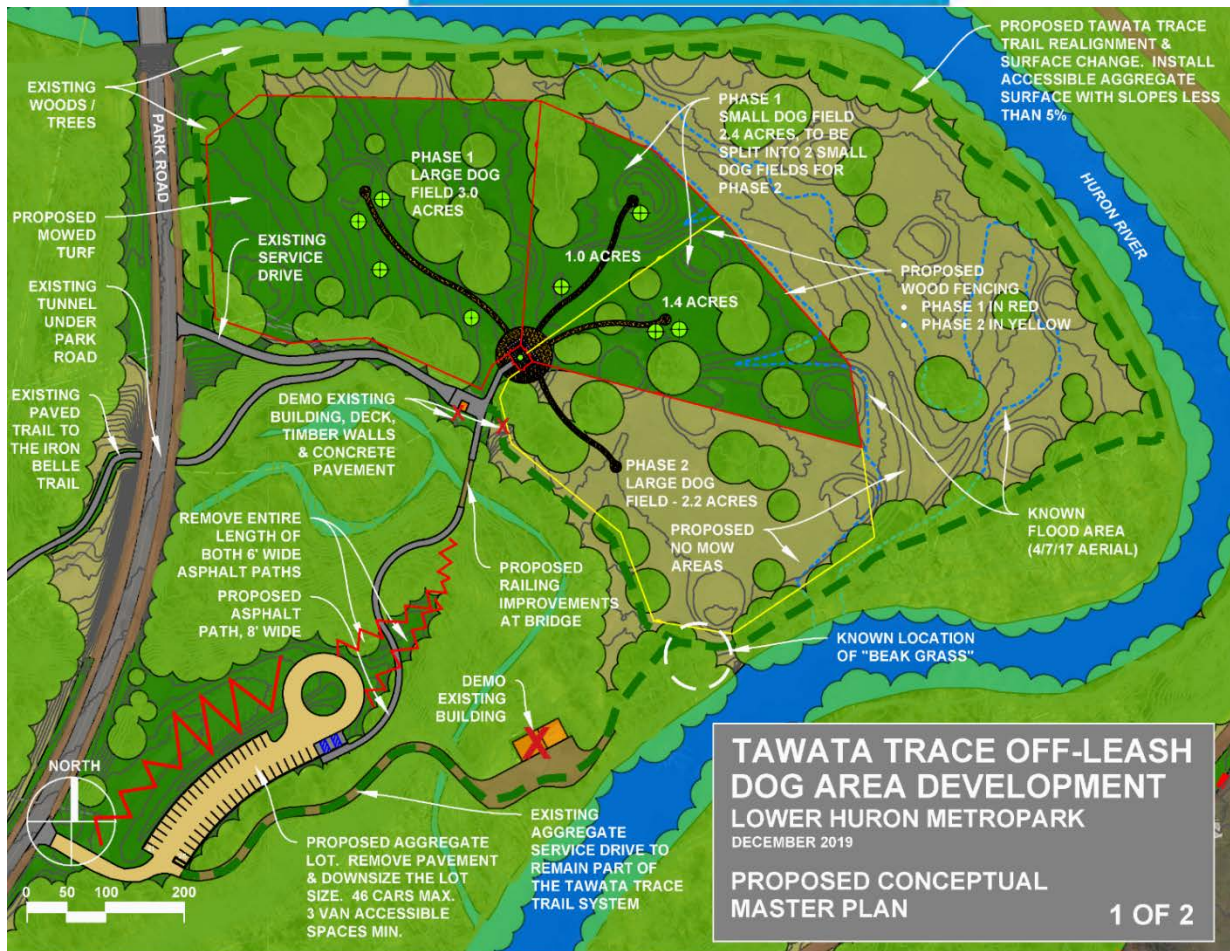 PROPOSED TAWATA TRACE
TRAIL REALIGNMENT &
SURFACE CHANGE. INSTALL
ACCESSIBLE AGGREGATE
SURFACE WITH SLOPES LESS
THAN 5%
EXISTING
WOODS /
TREES
PARK ROAD
PHASE 1
SMALL DOG FIELD
2.4 ACRES, TO BE
SPLIT INTO 2 SMALL
DOG FIELDS FOR
PHASE 2
PHASE 1
LARGE DOG
FIELD 3.0
ACRES
HURON RIVER
PROPOSED
MOWED
TURF
EXISTING
SERVICE
DRIVE
1.0 ACRES
1.4 ACRES
PROPOSED
WOOD FENCING
• PHASE 1 IN RED
• PHASE 2 IN YELLOW
EXISTING
TUNNEL
UNDER
PARK
ROAD
EXISTING
PAVED
TRAIL TO
THE IRON
BELLE
TRAIL
DEMO EXISTING
BUILDING, DECK,
TIMBER WALLS
& CONCRETE
PAVEMENT
PHASE 2
LARGE DOG
FIELD - 2.2 ACRES
PROPOSED
NO MOW
AREAS
KNOWN
FLOOD AREA
(4/7/17 AERIAL)
REMOVE ENTIRE
LENGTH OF
BOTH 6' WIDE
ASPHALT PATHS
PROPOSED
ASPHALT
PATH, 8' WIDE
PROPOSED
RAILING
IMPROVEMENTS
AT BRIDGE
KNOWN LOCATION
OF "BEAK GRASS"
DEMO
EXISTING
BUILDING
NORTH
0 50 100 200
PROPOSED AGGREGATE
LOT. REMOVE PAVEMENT
& DOWNSIZE THE LOT
SIZE. 46 CARS MAX.
3 VAN ACCESSIBLE
SPACES MIN.
EXISTING
AGGREGATE
SERVICE DRIVE TO
REMAIN PART OF
THE TAWATA TRACE
TRAIL SYSTEM
TAWATA TRACE OFF-LEASH
DOG AREA DEVELOPMENT
LOWER HURON METROPARK
DECEMBER 2019
PROPOSED CONCEPTUAL
MASTER PLAN
1 OF 2